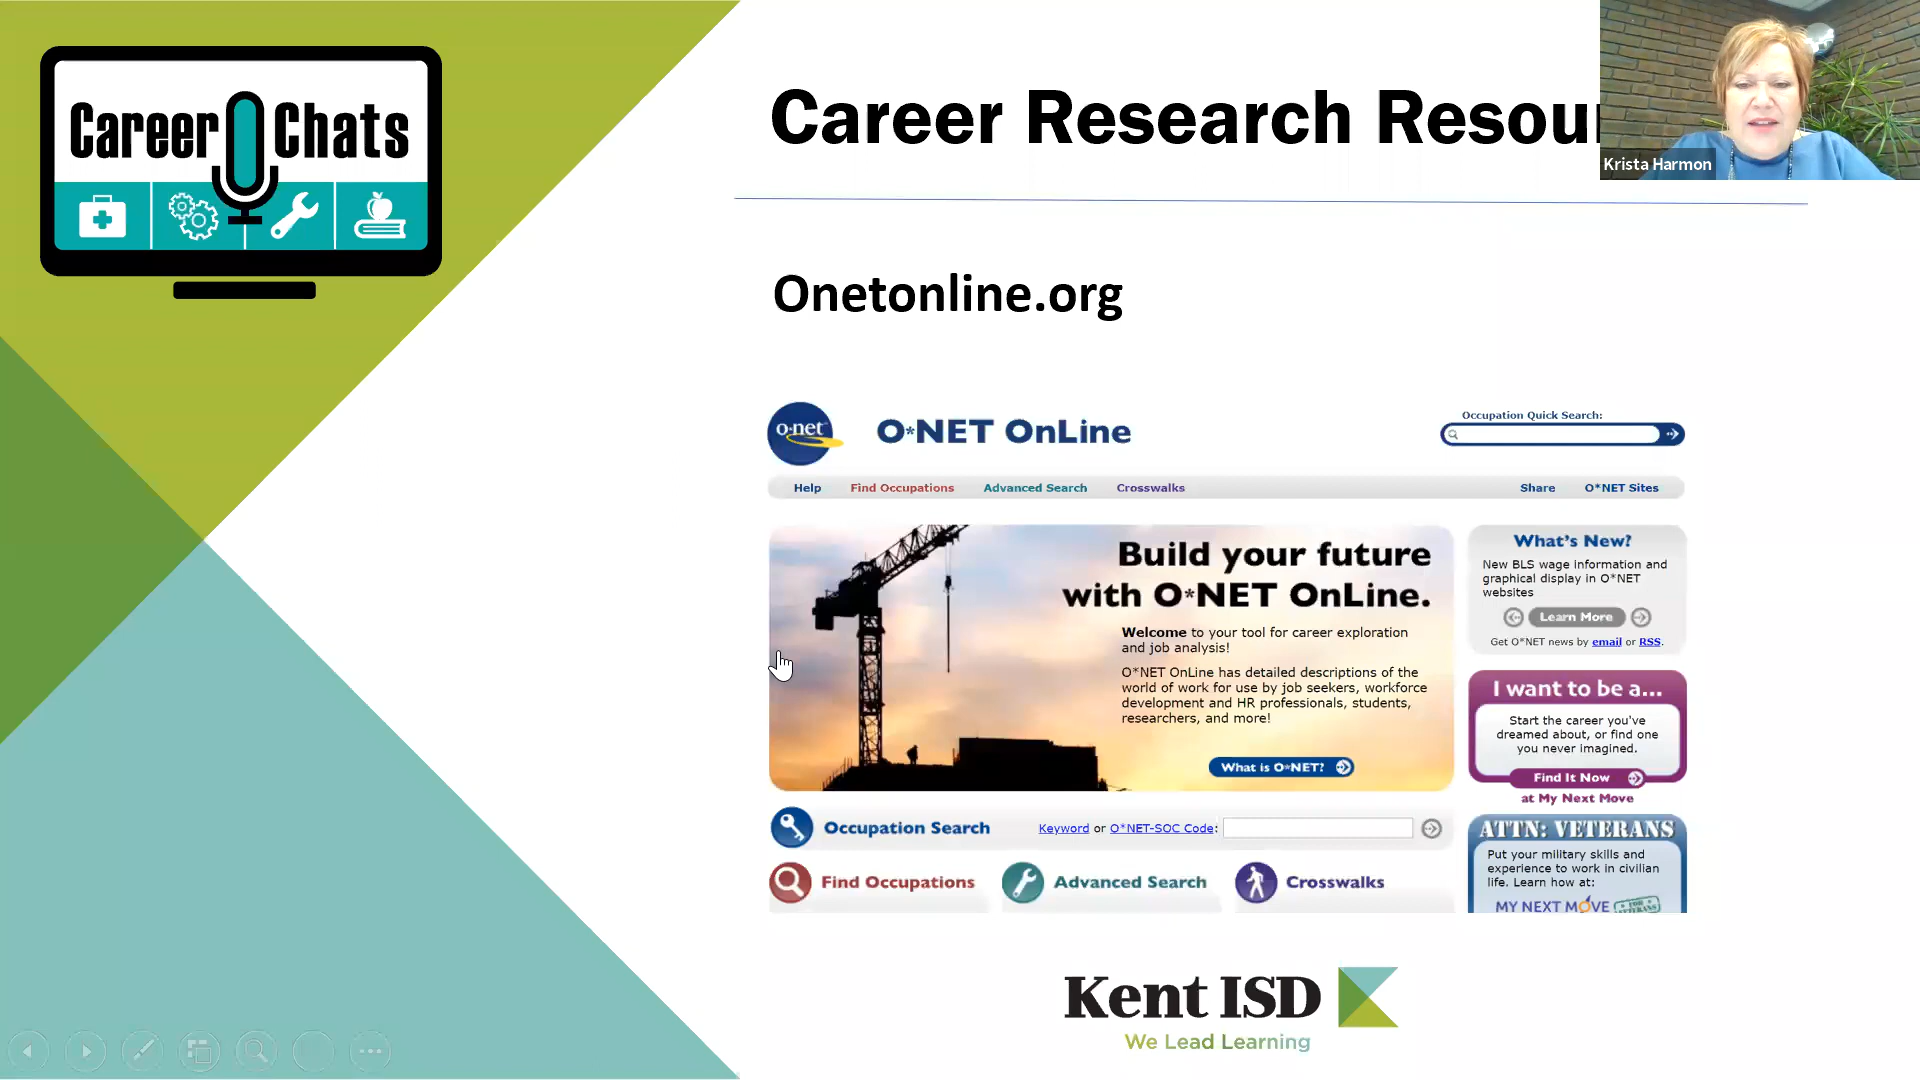 Career Chats
Career Research Resou
Krista Harmon
Onetonline.org
o·net
O*NET OnLine
Occupation Quick Search:
Help Find Occupations Advanced Search Crosswalks Share O*NET Sites
Build your future
with O*NET OnLine.
Welcome to your tool for career exploration
and job analysis!
O*NET OnLine has detailed descriptions of the
world of work for use by job seekers, workforce
development and HR professionals, students,
researchers, and more!
What is O*NET?
What's New?
New BLS wage information and
graphical display in O*NET
websites
Learn More
Get O*NET news by email or RSS.
I want to be a...
Start the career you've
dreamed about, or find one
you never imagined.
Find It Now
at My Next Move
Occupation Search Keyword or O*NET-SOC Code:
Find Occupations Advanced Search Crosswalks
ATTN: VETERANS
Put your military skills and
experience to work in civilian
life. Learn how at:
MY NEXT MOVE FOR VETERANS
Kent ISD
We Lead Learning